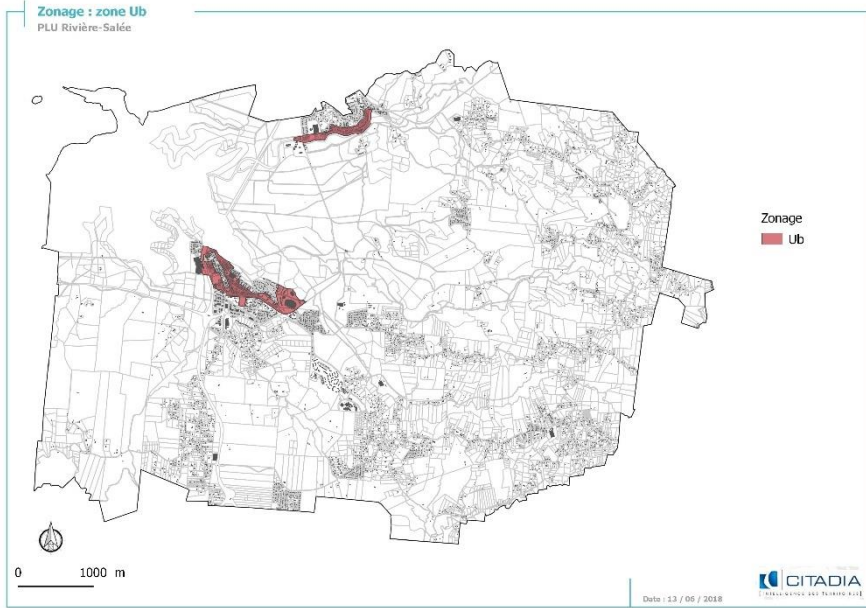 Zonage : zone Ub
PLU Rivière-Salée
Zonage
Ub
0 1000 m
Date : 13 / 06 / 2018
CITADIA